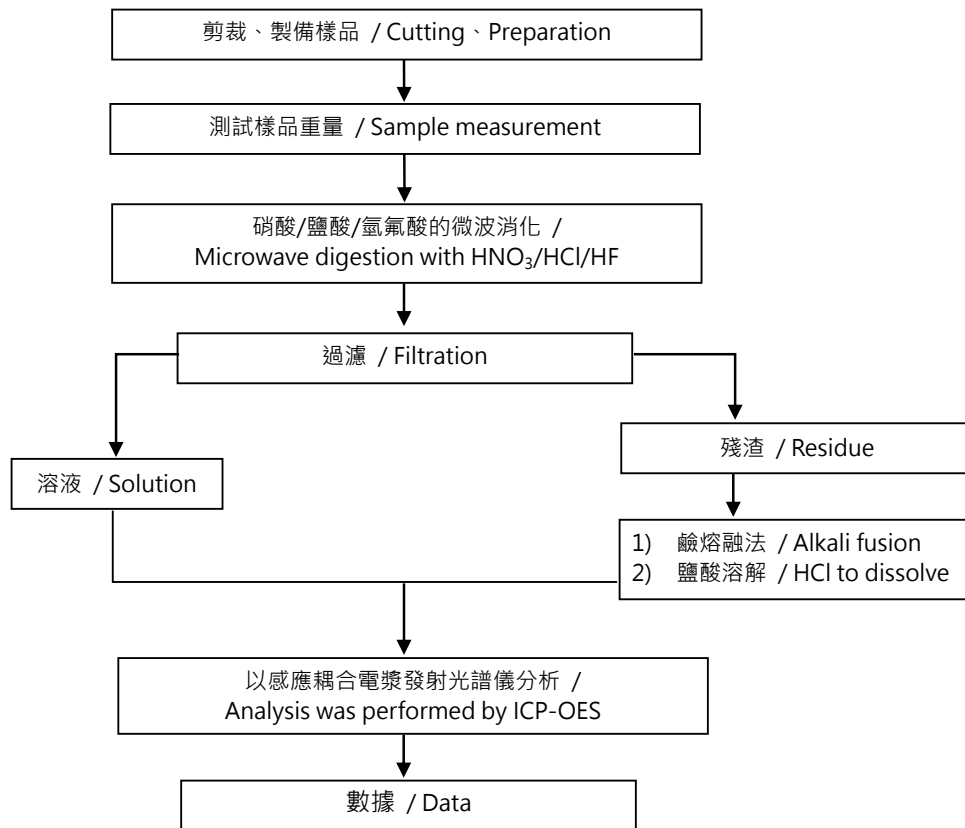 剪裁、製備樣品 / Cutting、Preparation
測試樣品重量 / Sample measurement
硝酸/鹽酸/氫氟酸的微波消化 /
Microwave digestion with HNO₃/HCl/HF
過濾 / Filtration
溶液 / Solution
殘渣 / Residue
1) 鹼熔融法 / Alkali fusion
2) 鹽酸溶解 / HCl to dissolve
以感應耦合電漿發射光譜儀分析 /
Analysis was performed by ICP-OES
數據 / Data